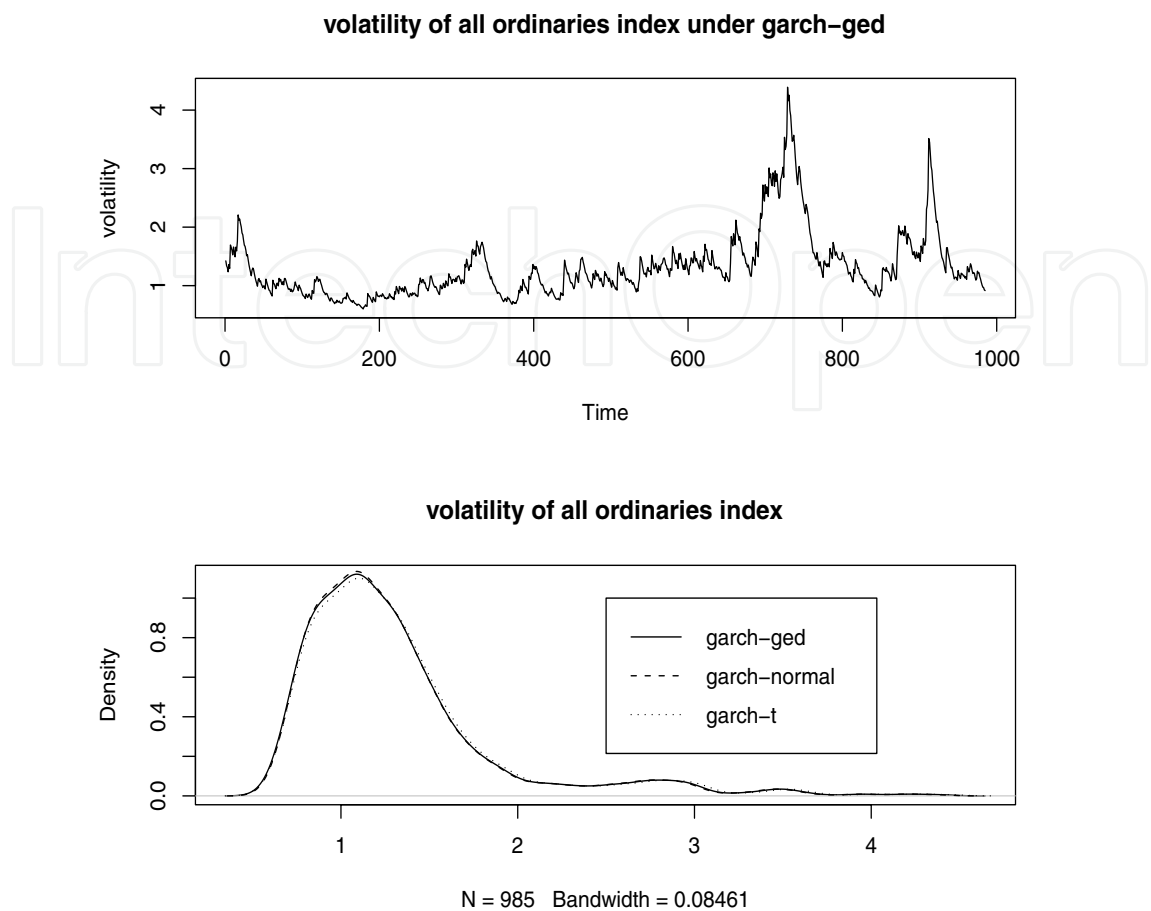 volatility of all ordinaries index under garch−ged
volatility
4
3
2
1
0 200 400 600 800 1000
Time
IntechOpen
volatility of all ordinaries index
Density
0.8
0.4
0.0
garch−ged
garch−normal
garch−t
1 2 3 4
N = 985 Bandwidth = 0.08461